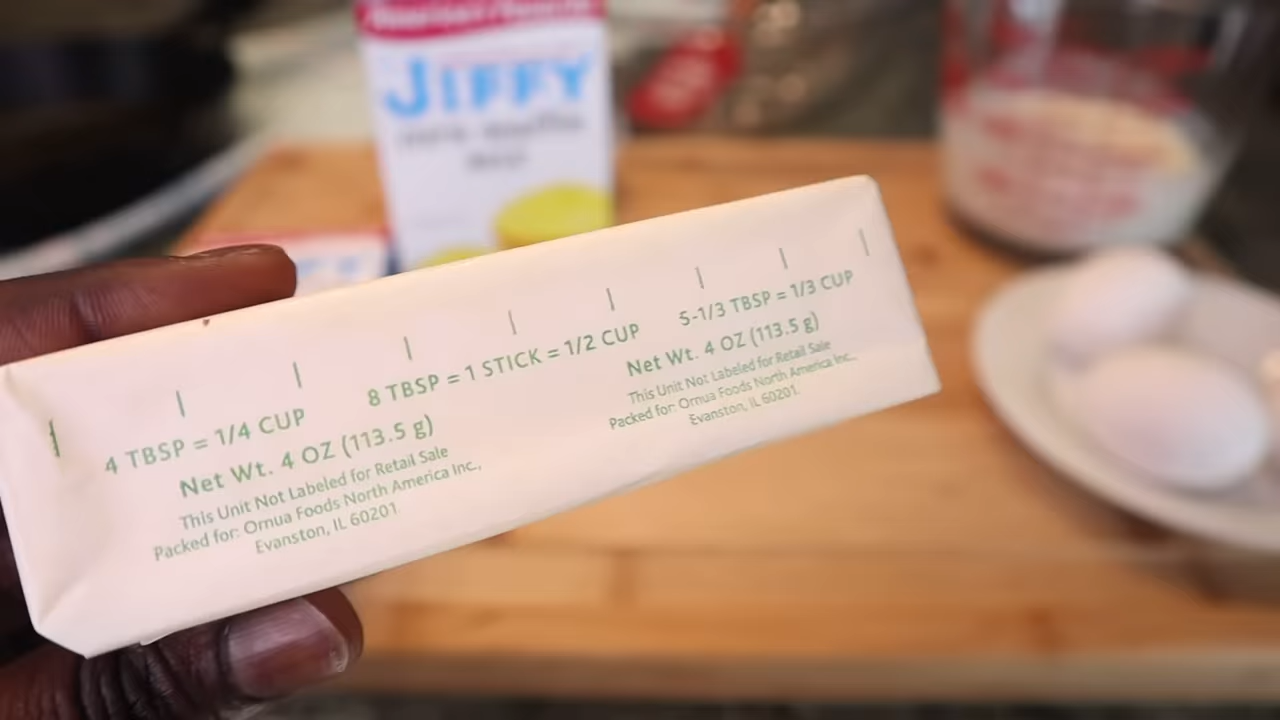 JIFFY
4 TBSP = 1/4 CUP
8 TBSP = 1 STICK = 1/2 CUP
5-1/3 TBSP = 1/3 CUP
Net Wt. 4 OZ (113.5 g)
This Unit Not Labeled for Retail Sale
Packed for: Ornua Foods North America Inc.,
Evanston, IL 60201
Net Wt. 4 OZ (113.5 g)
This Unit Not Labeled for Retail Sale
Packed for: Ornua Foods North America Inc.,
Evanston, IL 60201